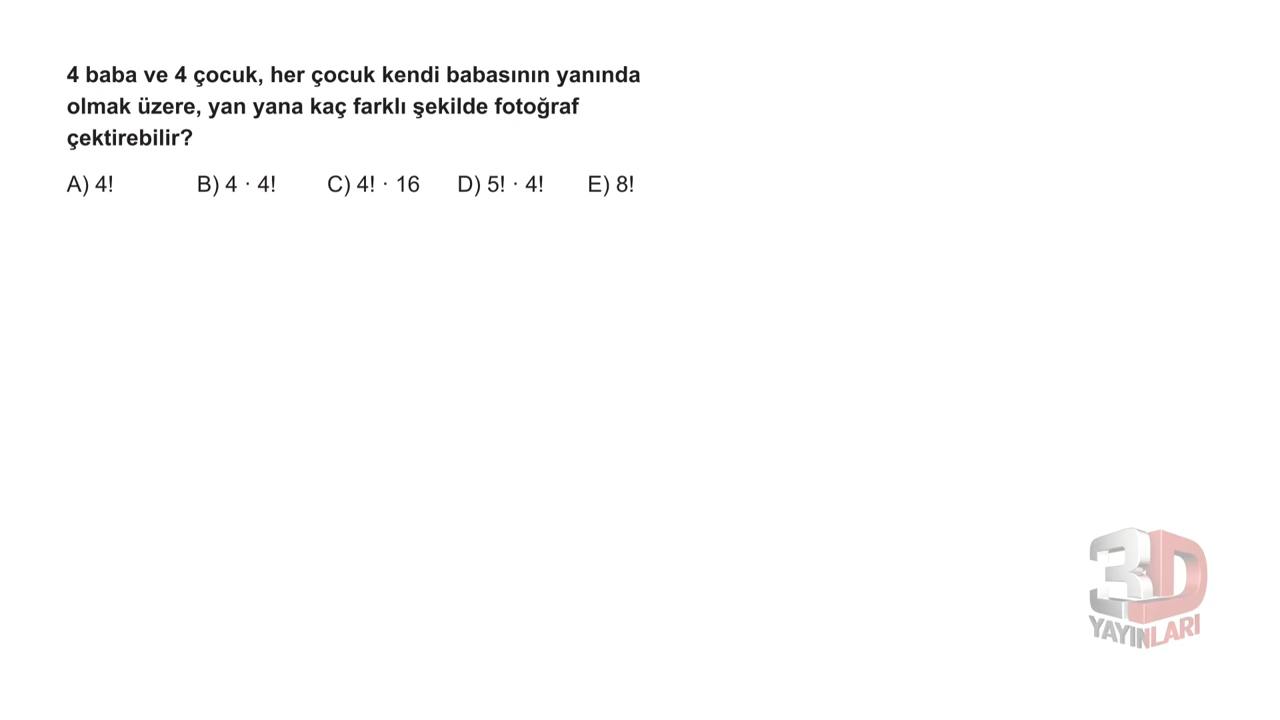 4 baba ve 4 çocuk, her çocuk kendi babasının yanında
olmak üzere, yan yana kaç farklı şekilde fotoğraf
çektirebilir?
A) 4! B) 4 · 4! C) 4! · 16 D) 5! · 4! E) 8!
3D
YAYINLARI